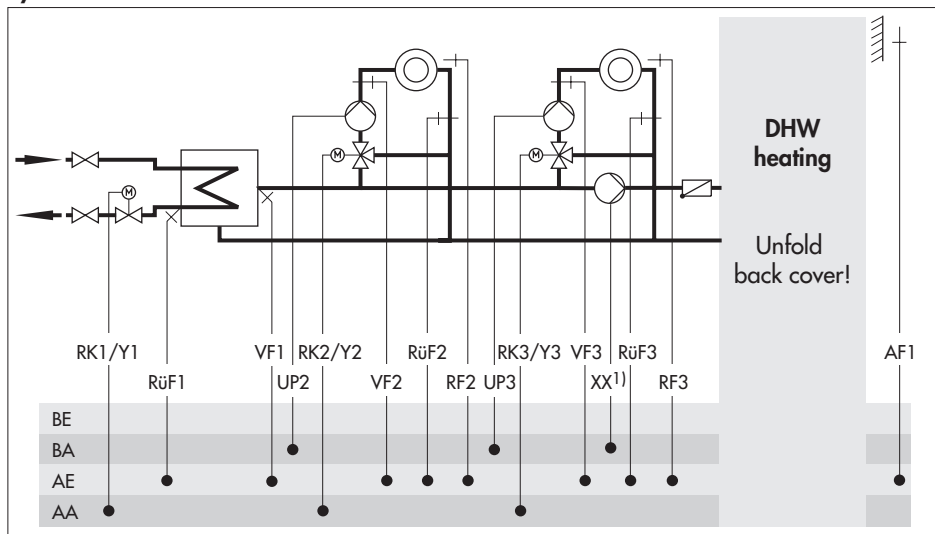 DHW
heating
Unfold
back cover!
M
M
M
RK1/Y1 VF1 RK2/Y2 RüF2 RK3/Y3 VF3 RüF3 AF1
RüF1 UP2 VF2 RF2 UP3 XX1) RF3
BE
BA
AE
AA